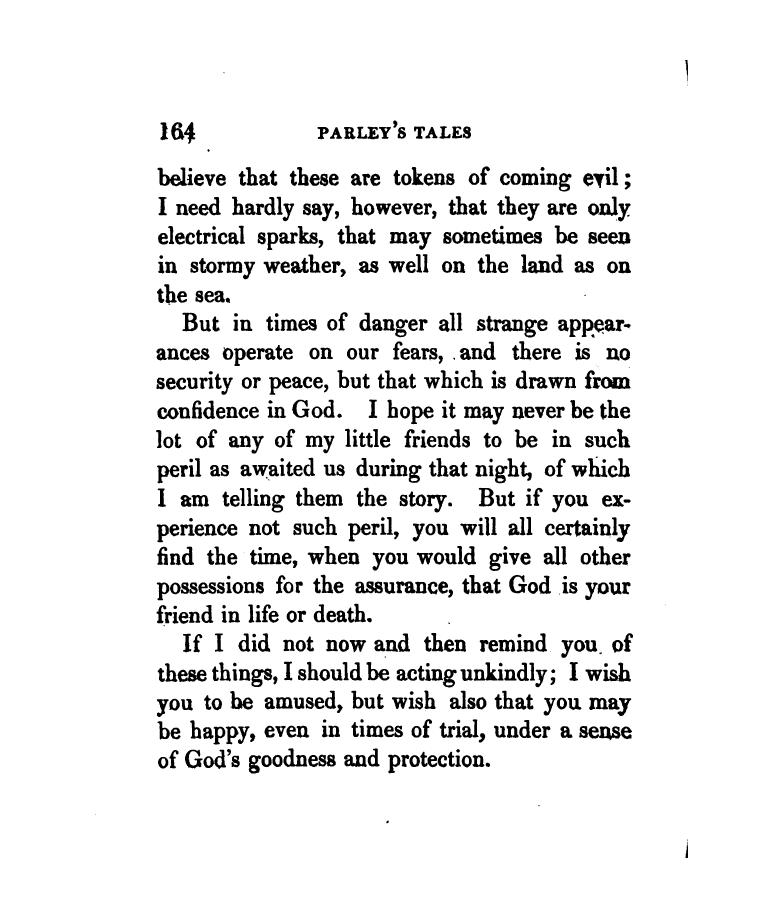 164 PARLEY'S TALES
believe that these are tokens of coming evil;
I need hardly say, however, that they are only
electrical sparks, that may sometimes be seen
in stormy weather, as well on the land as on
the sea.
But in times of danger all strange appear-
ances operate on our fears, and there is no
security or peace, but that which is drawn from
confidence in God. I hope it may never be the
lot of any of my little friends to be in such
peril as awaited us during that night, of which
I am telling them the story. But if you ex-
perience not such peril, you will all certainly
find the time, when you would give all other
possessions for the assurance, that God is your
friend in life or death.
If I did not now and then remind you of
these things, I should be acting unkindly; I wish
you to be amused, but wish also that you may
be happy, even in times of trial, under a sense
of God's goodness and protection.